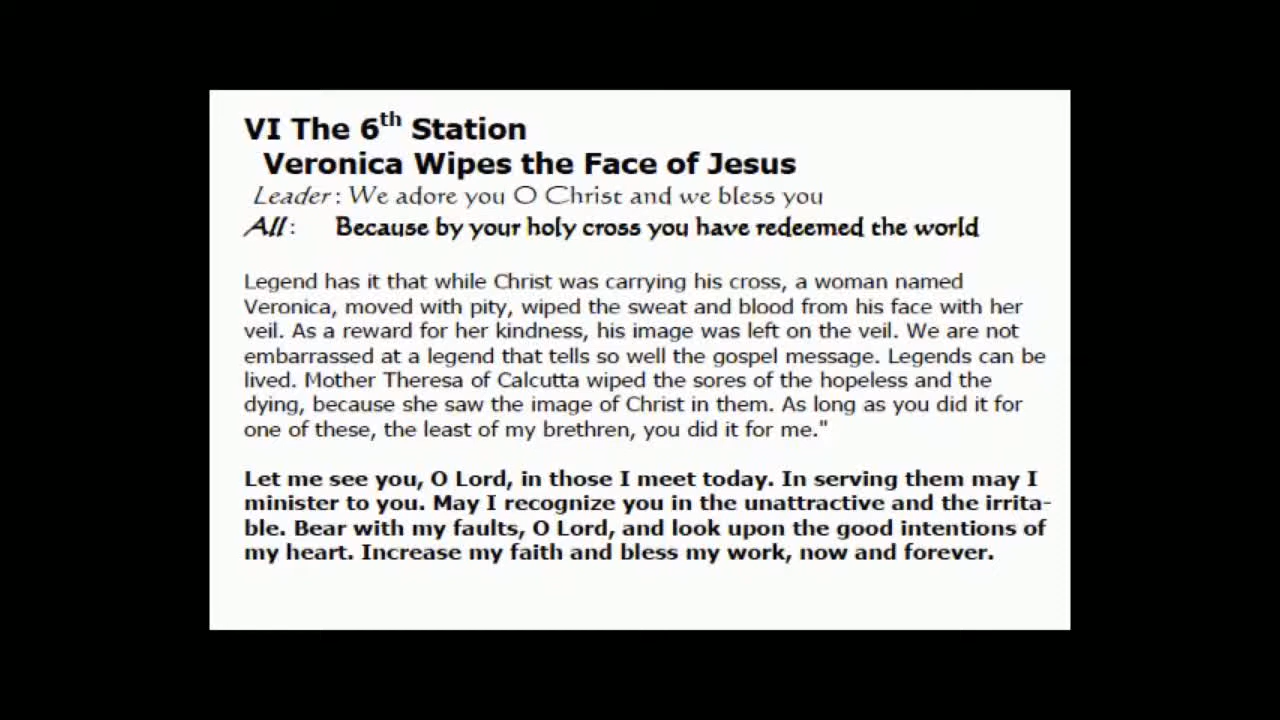 VI The 6th Station
Veronica Wipes the Face of Jesus
Leader: We adore you O Christ and we bless you
All: Because by your holy cross you have redeemed the world
Legend has it that while Christ was carrying his cross, a woman named
Veronica, moved with pity, wiped the sweat and blood from his face with her
veil. As a reward for her kindness, his image was left on the veil. We are not
embarrassed at a legend that tells so well the gospel message. Legends can be
lived. Mother Theresa of Calcutta wiped the sores of the hopeless and the
dying, because she saw the image of Christ in them. As long as you did it for
one of these, the least of my brethren, you did it for me."
Let me see you, O Lord, in those I meet today. In serving them may I
minister to you. May I recognize you in the unattractive and the irrita-
ble. Bear with my faults, O Lord, and look upon the good intentions of
my heart. Increase my faith and bless my work, now and forever.